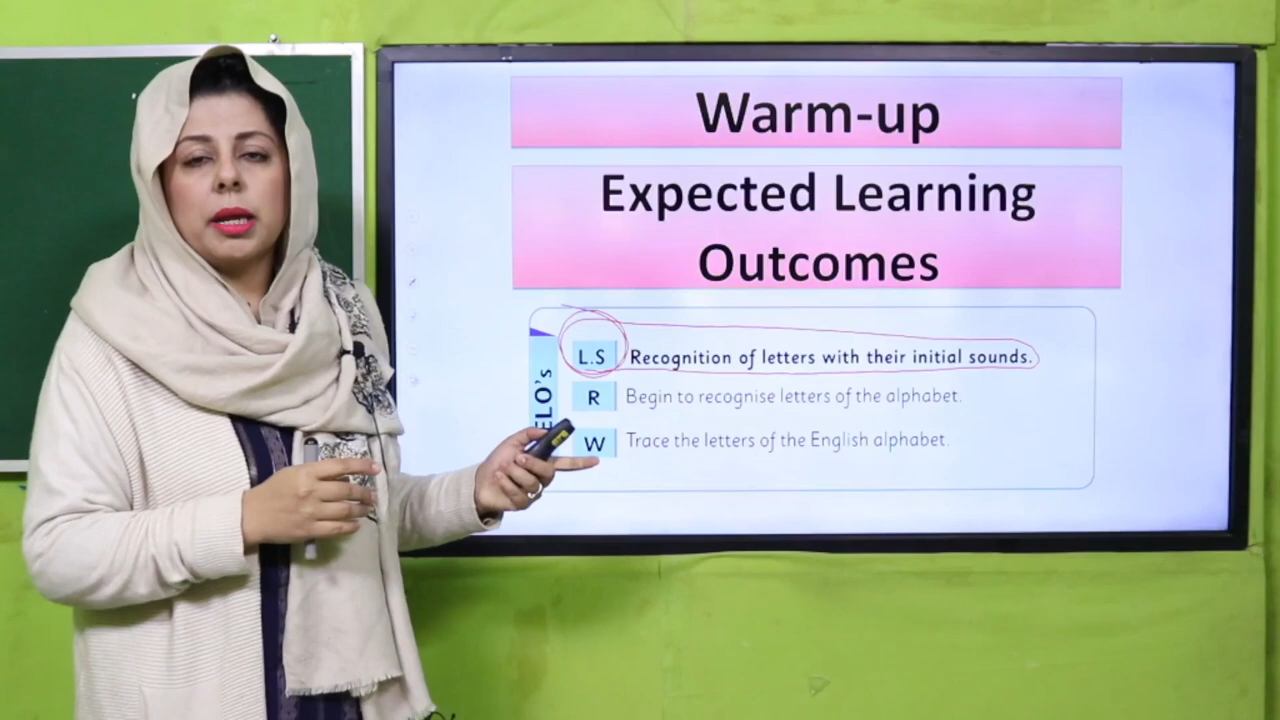 Warm-up
Expected Learning
Outcomes
ELO's
L.S Recognition of letters with their initial sounds.
R Begin to recognise letters of the alphabet.
W Trace the letters of the English alphabet.